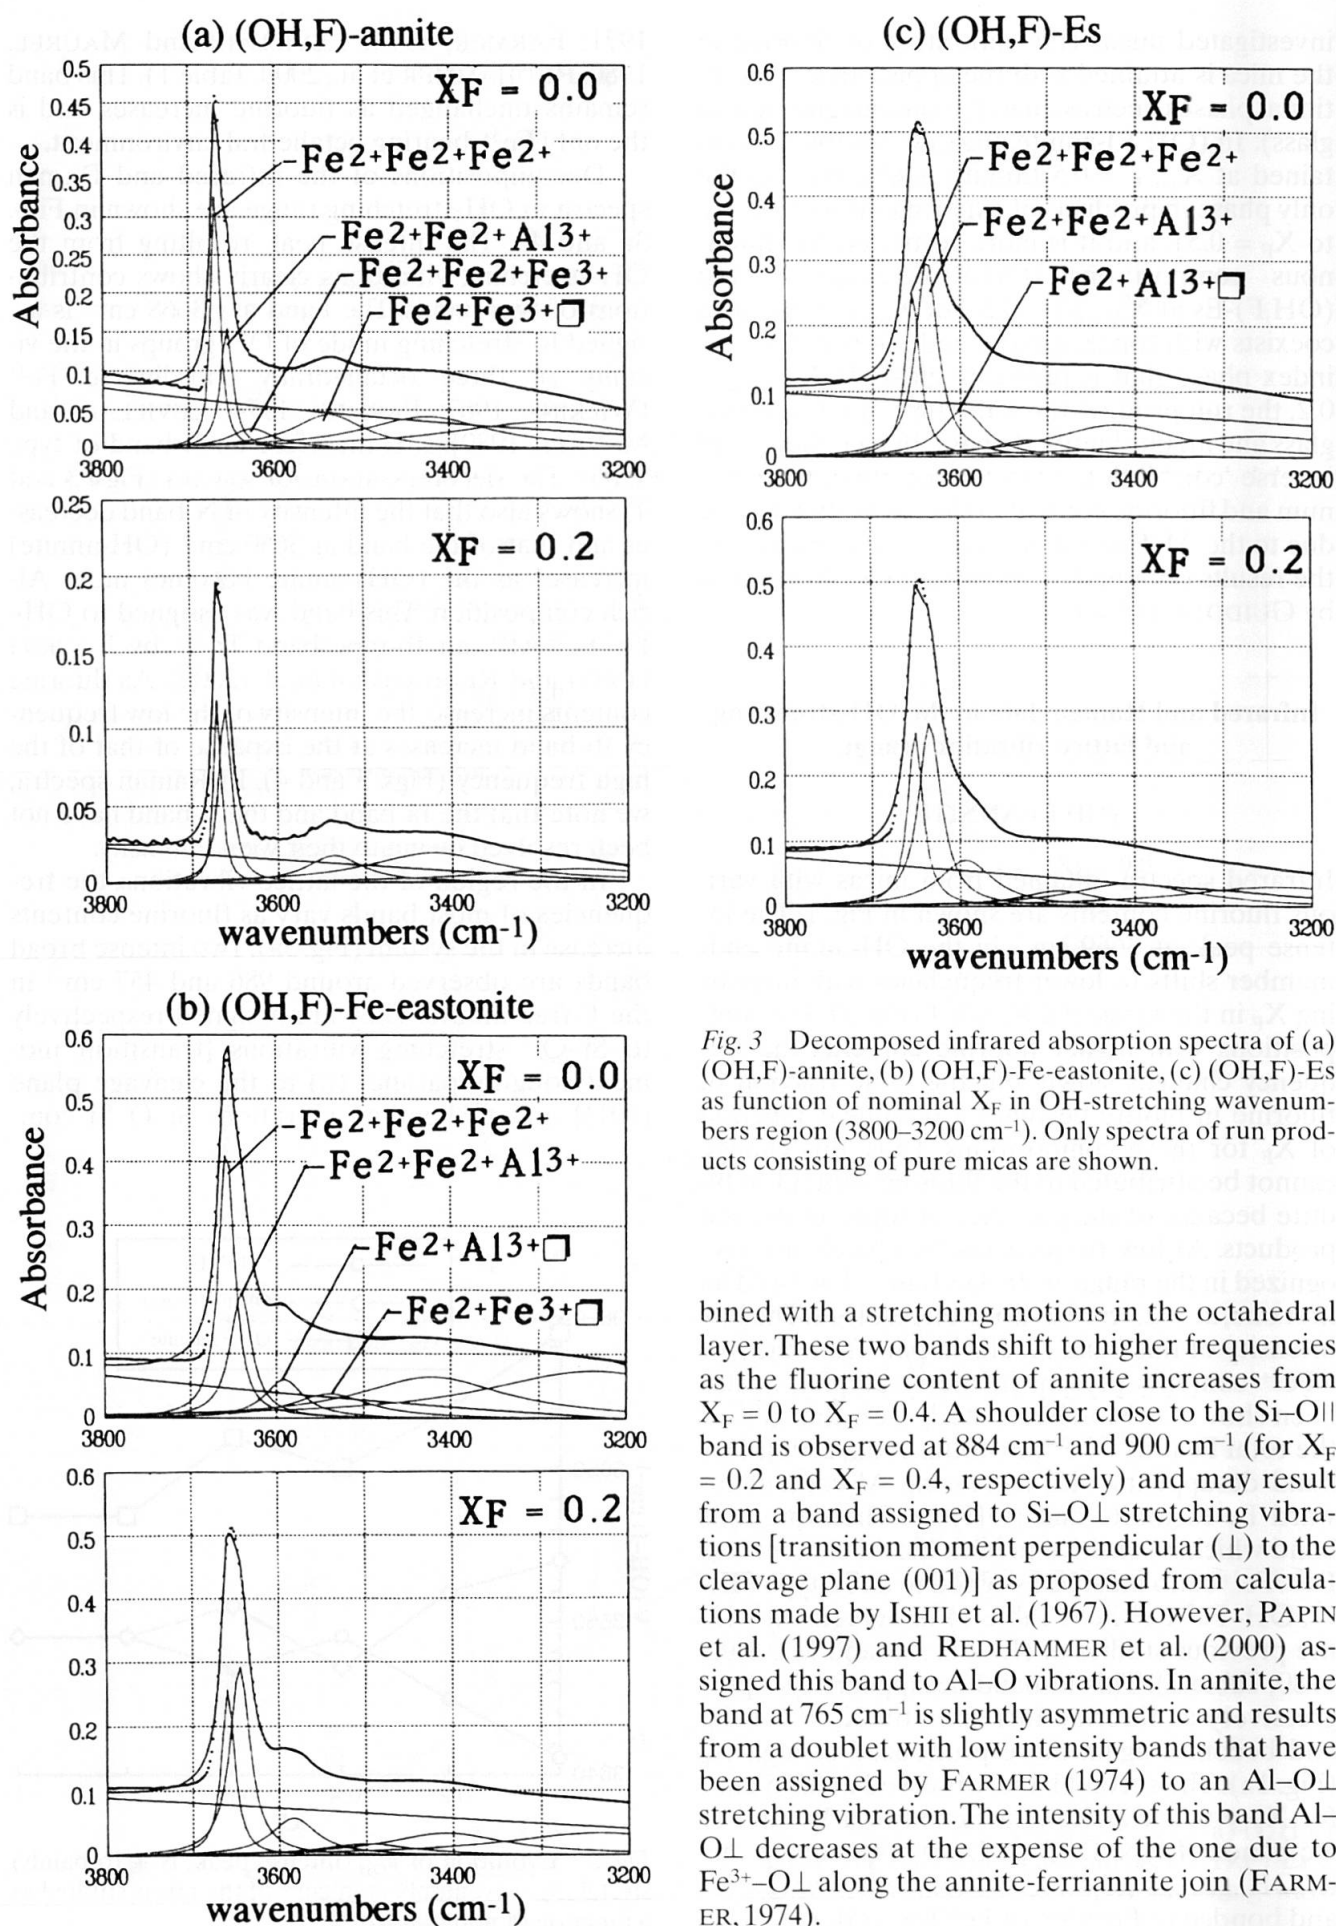 (a) (OH,F)-annite
XF = 0.0
Absorbance
0.5
0.45
0.4
0.35
0.3
0.25
0.2
0.15
0.1
0.05
0
Fe2+Fe2+Fe2+
Fe2+Fe2+Al3+
Fe2+Fe2+Fe3+
Fe2+Fe3+□
3800 3600 3400 3200
XF = 0.2
0.25
0.2
0.15
0.1
0.05
0
3800 3600 3400 3200
wavenumbers (cm-1)
(b) (OH,F)-Fe-eastonite
XF = 0.0
Absorbance
0.6
0.5
0.4
0.3
0.2
0.1
0
Fe2+Fe2+Fe2+
Fe2+Fe2+Al3+
Fe2+Al3+□
Fe2+Fe3+□
3800 3600 3400 3200
XF = 0.2
0.6
0.5
0.4
0.3
0.2
0.1
0
3800 3600 3400 3200
wavenumbers (cm-1)
(c) (OH,F)-Es
XF = 0.0
Absorbance
0.6
0.5
0.4
0.3
0.2
0.1
0
Fe2+Fe2+Fe2+
Fe2+Fe2+Al3+
Fe2+Al3+□
3800 3600 3400 3200
XF = 0.2
0.6
0.5
0.4
0.3
0.2
0.1
0
3800 3600 3400 3200
wavenumbers (cm-1)
Fig. 3 Decomposed infrared absorption spectra of (a)
(OH,F)-annite, (b) (OH,F)-Fe-eastonite, (c) (OH,F)-Es
as function of nominal XF in OH-stretching wavenum-
bers region (3800–3200 cm⁻¹). Only spectra of run prod-
ucts consisting of pure micas are shown.
bined with a stretching motions in the octahedral
layer. These two bands shift to higher frequencies
as the fluorine content of annite increases from
XF = 0 to XF = 0.4. A shoulder close to the Si–O||
band is observed at 884 cm⁻¹ and 900 cm⁻¹ (for XF
= 0.2 and XF = 0.4, respectively) and may result
from a band assigned to Si–O⊥ stretching vibra-
tions [transition moment perpendicular (⊥) to the
cleavage plane (001)] as proposed from calcula-
tions made by ISHII et al. (1967). However, PAPIN
et al. (1997) and REDHAMMER et al. (2000) as-
signed this band to Al–O vibrations. In annite, the
band at 765 cm⁻¹ is slightly asymmetric and results
from a doublet with low intensity bands that have
been assigned by FARMER (1974) to an Al–O⊥
stretching vibration. The intensity of this band Al–
O⊥ decreases at the expense of the one due to
Fe³⁺–O⊥ along the annite-ferriannite join (FARM-
ER, 1974).